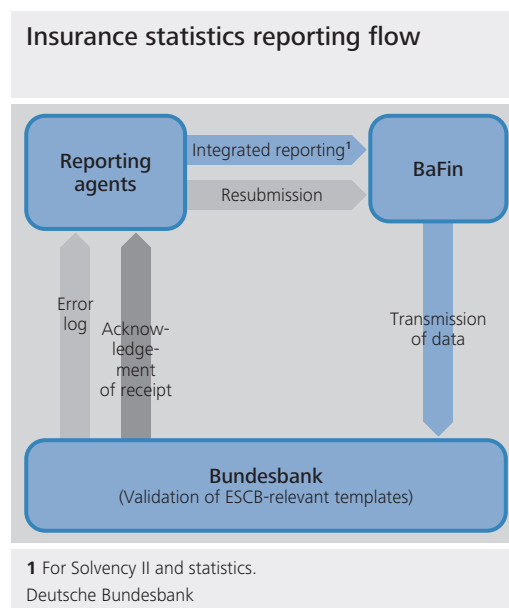 Insurance statistics reporting flow
Reporting
agents
Integrated reporting¹
BaFin
Resubmission
Error
log
Acknow-
ledge-
ment
of receipt
Transmission
of data
Bundesbank
(Validation of ESCB-relevant templates)
1 For Solvency II and statistics.
Deutsche Bundesbank